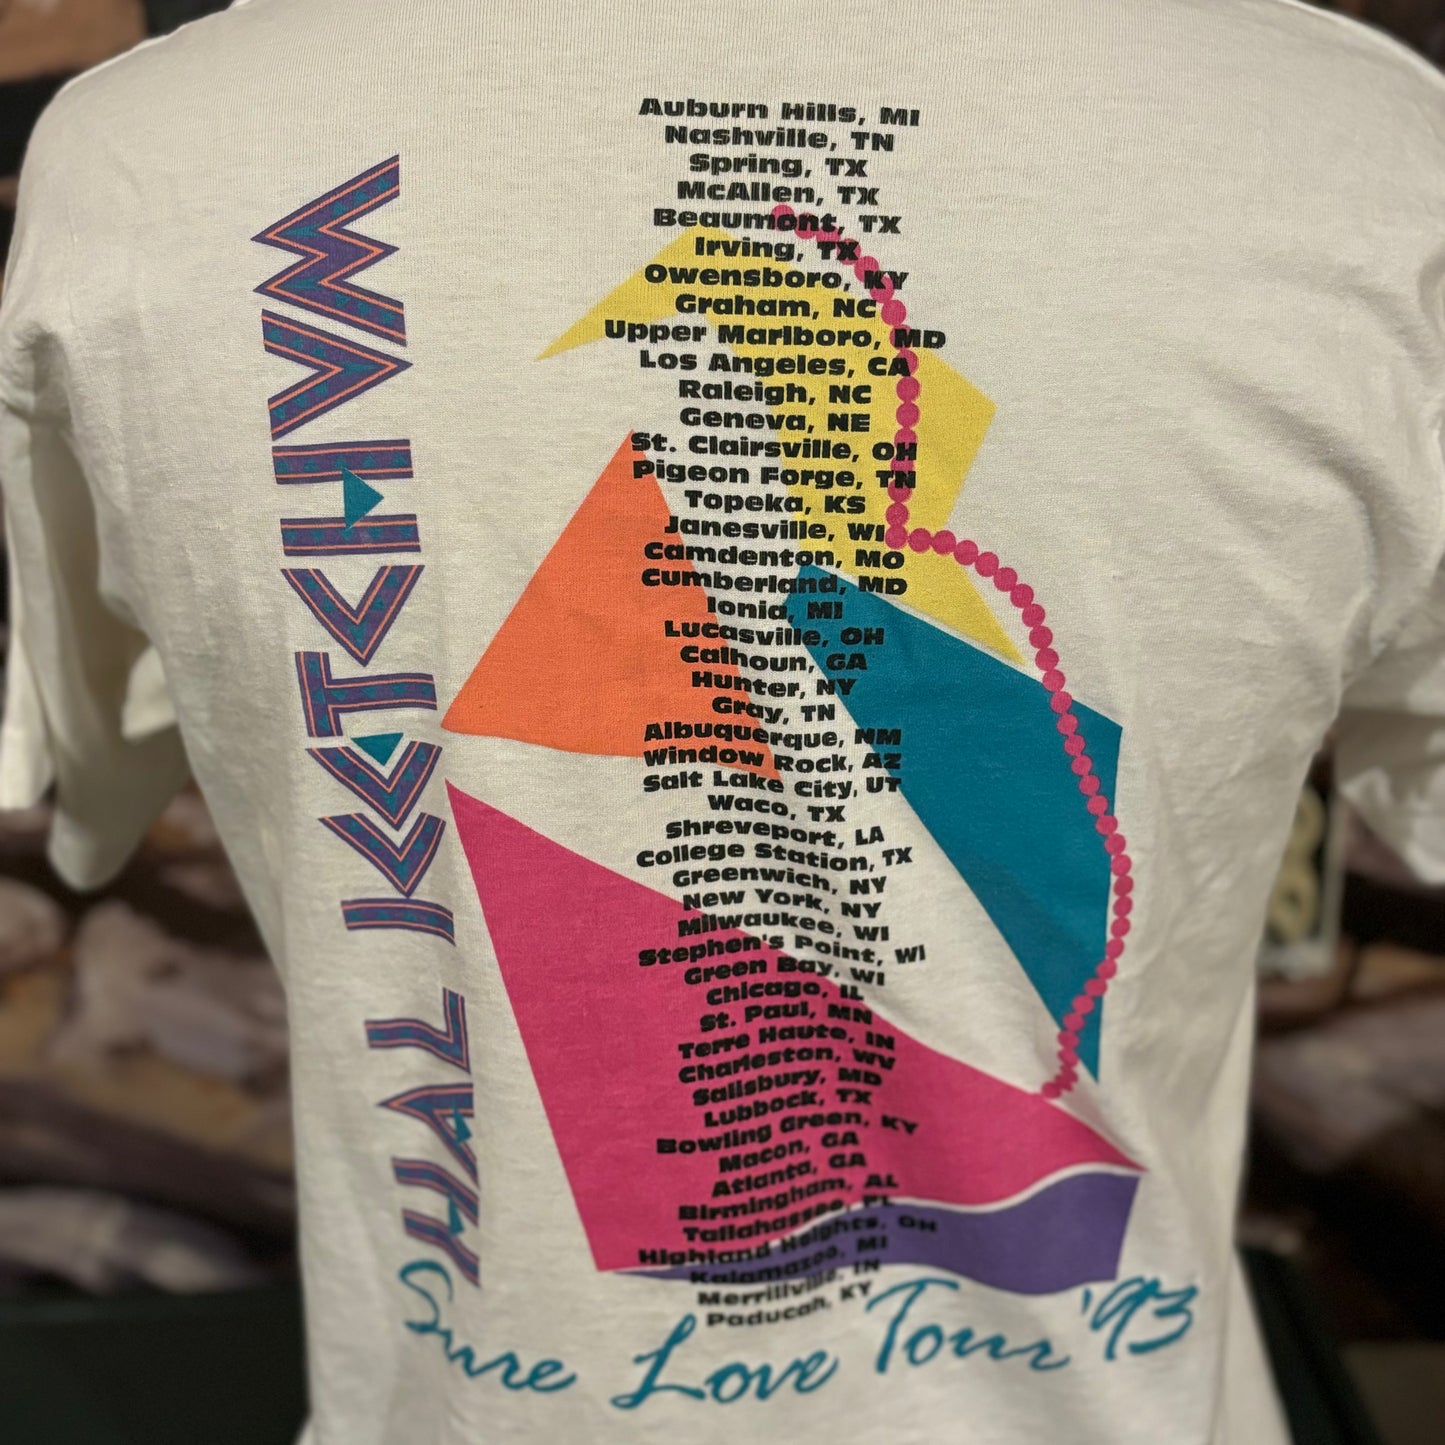 HAL KETCHUM
Auburn Hills, MI
Nashville, TN
Spring, TX
McAllen, TX
Beaumont, TX
Irving, TX
Owensboro, KY
Graham, NC
Upper Marlboro, MD
Los Angeles, CA
Raleigh, NC
Geneva, NE
St. Clairsville, OH
Pigeon Forge, TN
Topeka, KS
Janesville, WI
Camdenton, MO
Cumberland, MD
Ionia, MI
Lucasville, OH
Calhoun, GA
Hunter, NY
Gray, TN
Albuquerque, NM
Window Rock, AZ
Salt Lake City, UT
Waco, TX
Shreveport, LA
College Station, TX
Greenwich, NY
New York, NY
Milwaukee, WI
Stephen's Point, WI
Green Bay, WI
Chicago, IL
St. Paul, MN
Terre Haute, IN
Charleston, WV
Salisbury, MD
Lubbock, TX
Bowling Green, KY
Macon, GA
Atlanta, GA
Birmingham, AL
Tallahassee, FL
Highland Heights, OH
Kalamazoo, MI
Merrillville, IN
Paducah, KY
Sure Love Tour '93